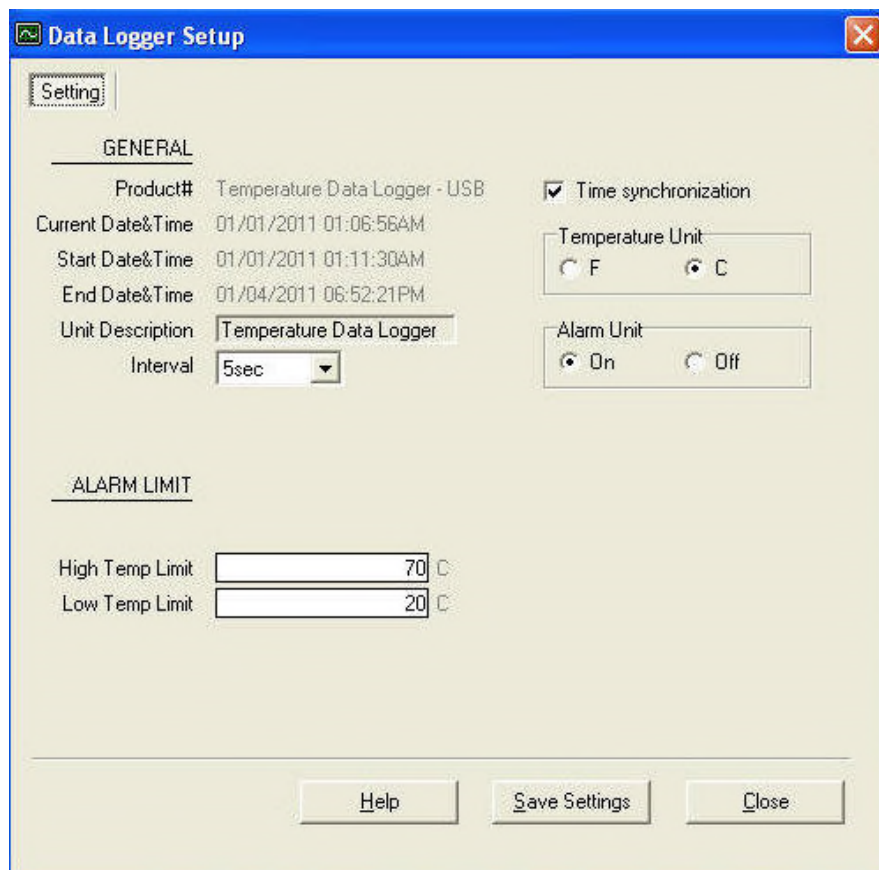 Data Logger Setup
Setting
GENERAL
Product# Temperature Data Logger - USB
Current Date&Time 01/01/2011 01:06:56AM
Start Date&Time 01/01/2011 01:11:30AM
End Date&Time 01/04/2011 06:52:21PM
Unit Description Temperature Data Logger
Interval 5sec
Time synchronization
Temperature Unit
F C
Alarm Unit
On Off
ALARM LIMIT
High Temp Limit 70 C
Low Temp Limit 20 C
Help Save Settings Close